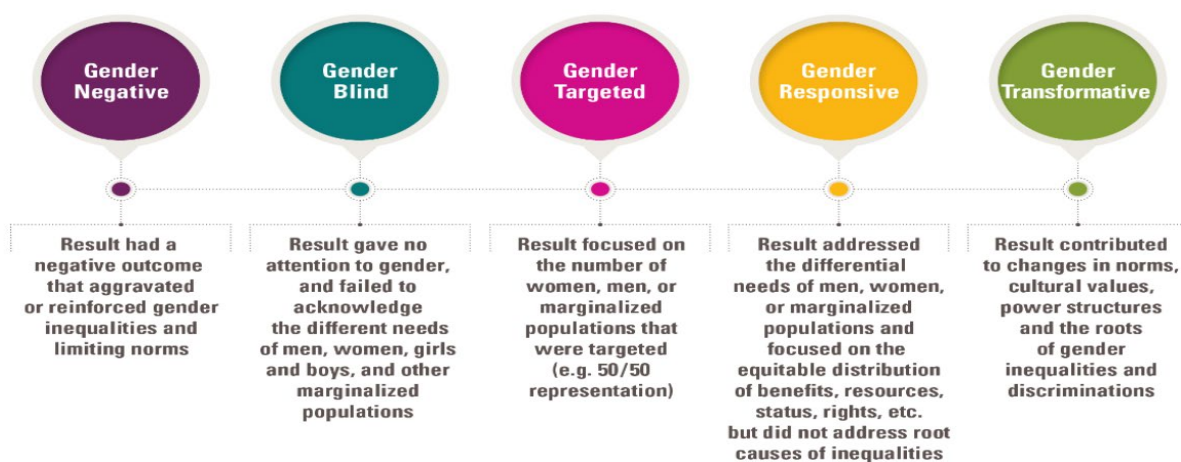 Gender
Negative
Gender
Blind
Gender
Targeted
Gender
Responsive
Gender
Transformative
Result had a
negative outcome
that aggravated
or reinforced gender
inequalities and
limiting norms
Result gave no
attention to gender,
and failed to
acknowledge
the different needs
of men, women, girls
and boys, and other
marginalized
populations
Result focused on
the number of
women, men, or
marginalized
populations that
were targeted
(e.g. 50/50
representation)
Result addressed
the differential
needs of men, women,
or marginalized
populations and
focused on the
equitable distribution
of benefits, resources,
status, rights, etc.
but did not address root
causes of inequalities
Result contributed
to changes in norms,
cultural values,
power structures
and the roots
of gender
inequalities and
discriminations